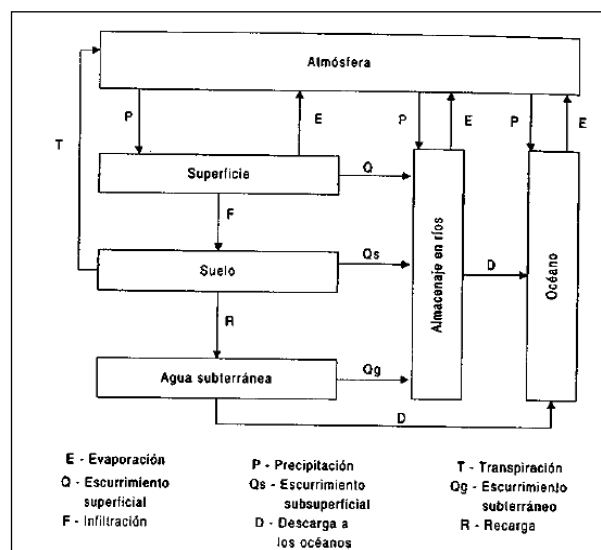 Atmósfera
P
E
P
E
P
E
T
Superficie
Q
F
Suelo
Qs
R
Agua subterránea
Qg
Almacenaje en ríos
D
Océano
D
E - Evaporación
P - Precipitación
T - Transpiración
Q - Escurrimiento
superficial
Qs - Escurrimiento
subsuperficial
Qg - Escurrimiento
subterráneo
F - Infiltración
D - Descarga a
los océanos
R - Recarga